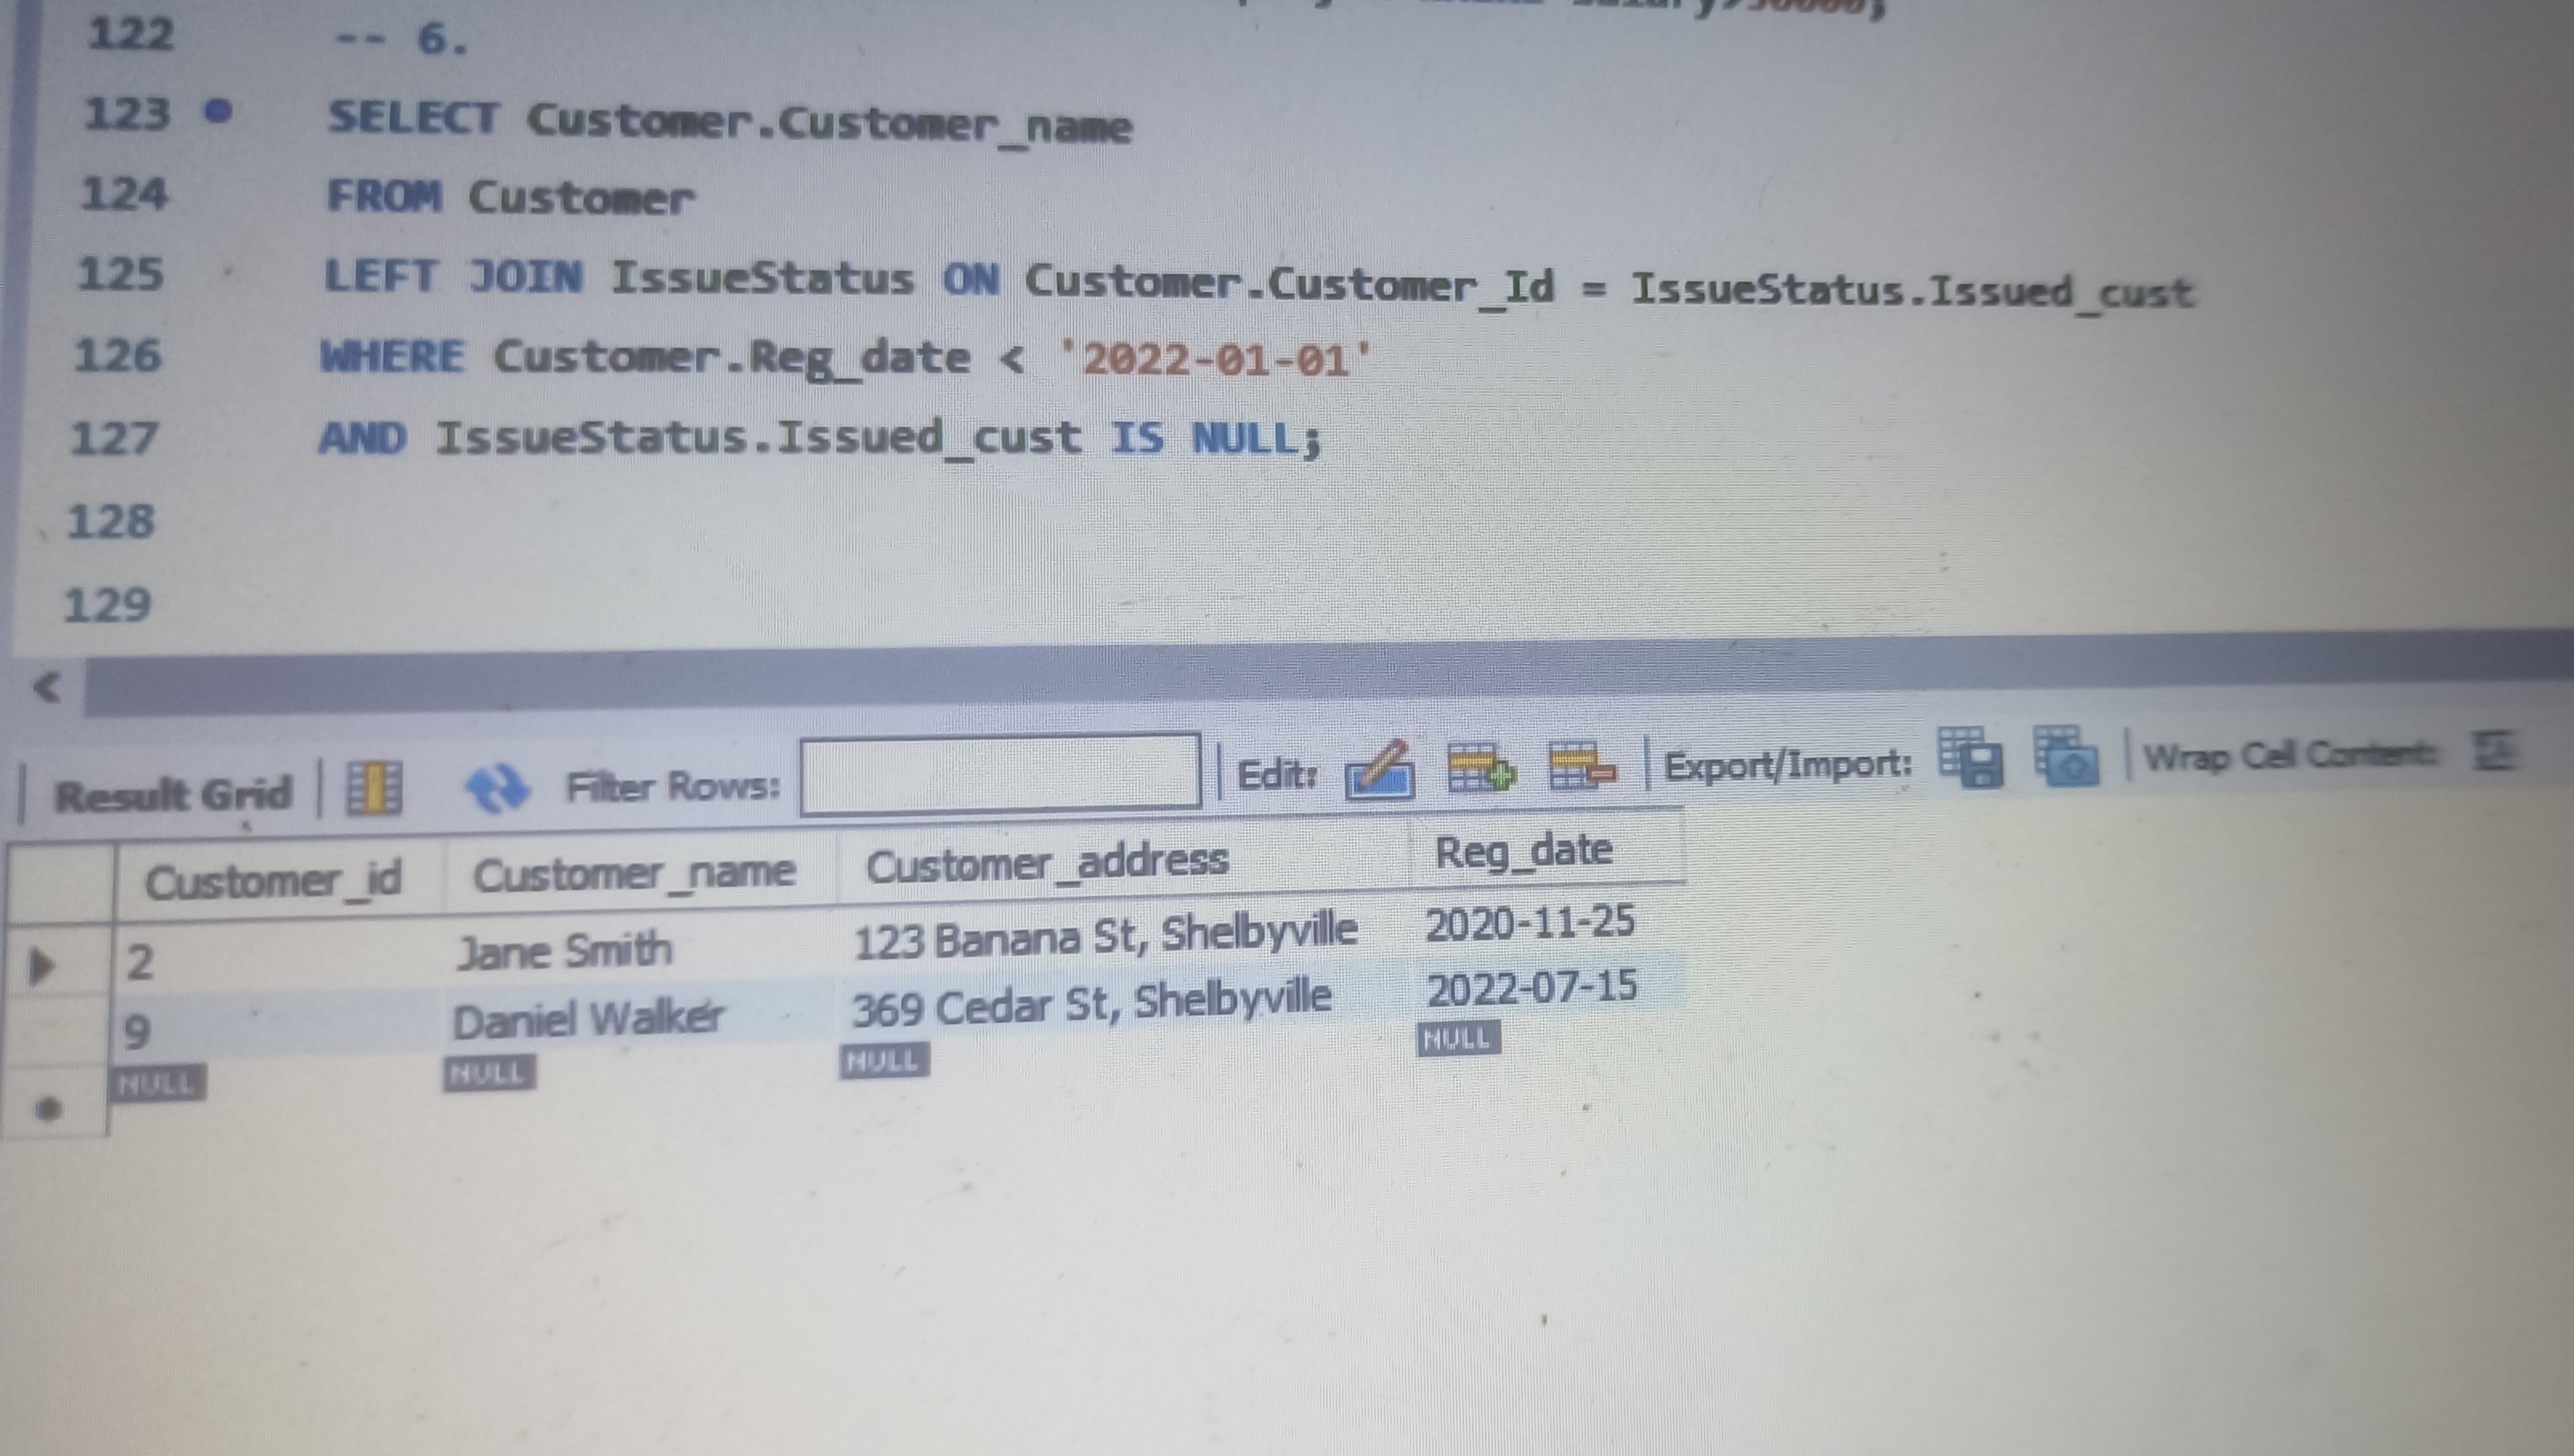 122 -- 6.
123 SELECT Customer.Customer_name
124 FROM Customer
125 LEFT JOIN IssueStatus ON Customer.Customer_Id = IssueStatus.Issued_cust
126 WHERE Customer.Reg_date < '2022-01-01'
127 AND IssueStatus.Issued_cust IS NULL;
128
129
Result Grid Filter Rows: Edit: Export/Import: Wrap Cell Content:
Customer_id Customer_name Customer_address Reg_date
2 Jane Smith 123 Banana St, Shelbyville 2020-11-25
9 Daniel Walker 369 Cedar St, Shelbyville 2022-07-15
NULL NULL NULL NULL